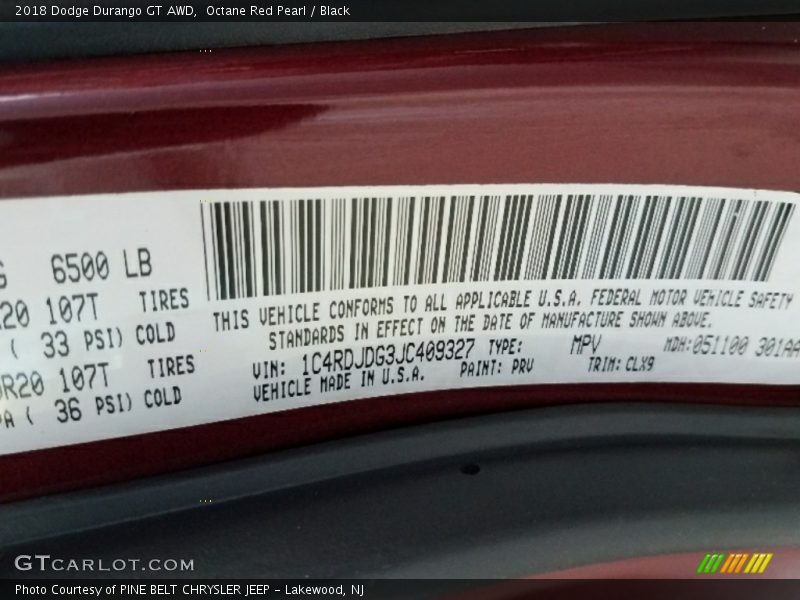 2018 Dodge Durango GT AWD, Octane Red Pearl / Black
6500 LB
R20 107T TIRES
( 33 PSI) COLD
R20 107T TIRES
PA ( 36 PSI) COLD
THIS VEHICLE CONFORMS TO ALL APPLICABLE U.S.A. FEDERAL MOTOR VEHICLE SAFETY
STANDARDS IN EFFECT ON THE DATE OF MANUFACTURE SHOWN ABOVE.
VIN: 1C4RDJDG3JC409327 TYPE: MPV MDH:051100 301AA
VEHICLE MADE IN U.S.A. PAINT: PRV TRIM: CLX9
GTCARLOT.COM
Photo Courtesy of PINE BELT CHRYSLER JEEP - Lakewood, NJ